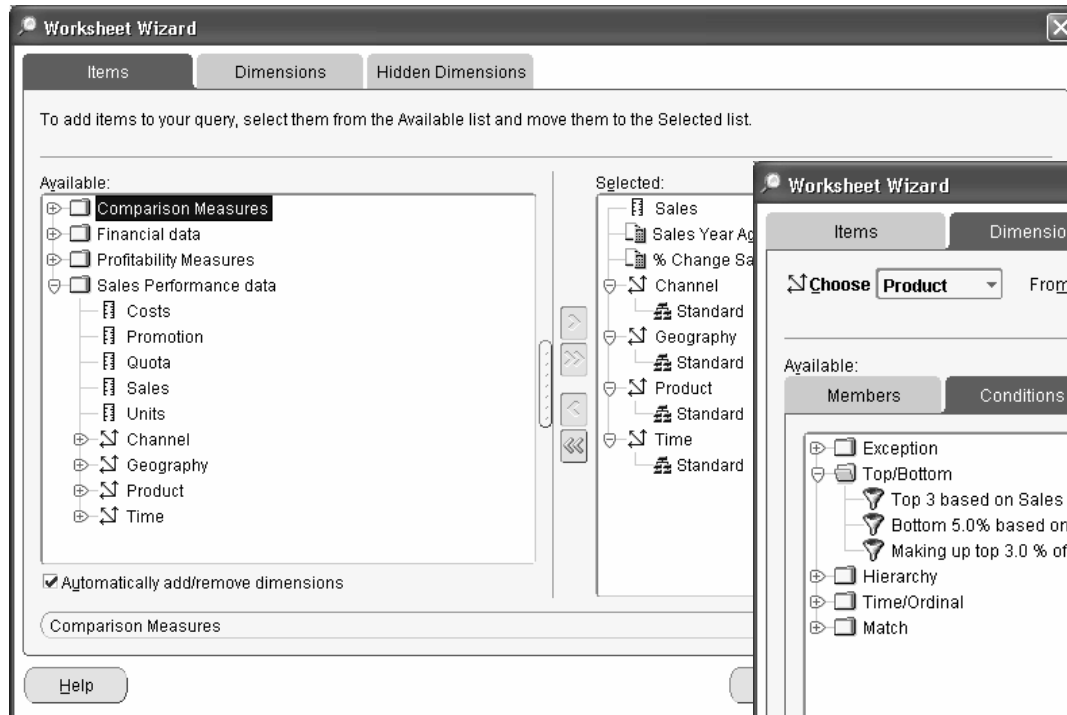 Worksheet Wizard
Items
Dimensions
Hidden Dimensions
To add items to your query, select them from the Available list and move them to the Selected list.
Available:
Comparison Measures
Financial data
Profitability Measures
Sales Performance data
Costs
Promotion
Quota
Sales
Units
Channel
Geography
Product
Time
Automatically add/remove dimensions
Comparison Measures
Help
Selected:
Sales
Sales Year Ag
% Change Sa
Channel
Standard
Geography
Standard
Product
Standard
Time
Standard
Worksheet Wizard
Items
Dimensio
Choose Product
From
Available:
Members
Conditions
Exception
Top/Bottom
Top 3 based on Sales
Bottom 5.0% based on
Making up top 3.0 % of
Hierarchy
Time/Ordinal
Match